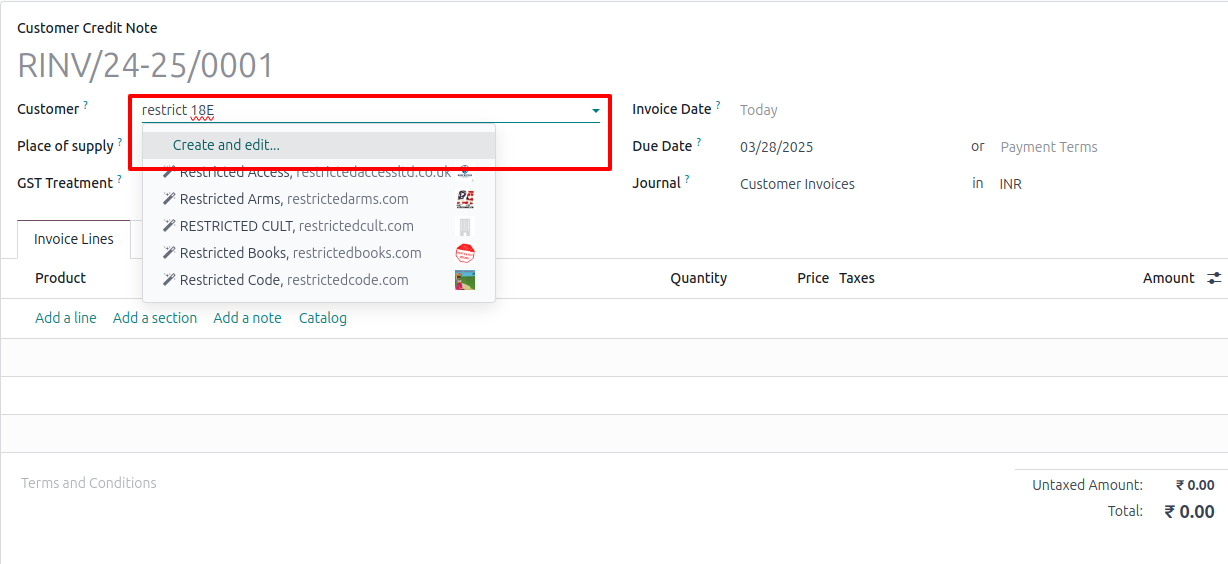 Customer Credit Note
RINV/24-25/0001
Customer ? restrict 18E Invoice Date ? Today
Create and edit...
Place of supply ? Due Date ? 03/28/2025 or Payment Terms
Restricted Access, restrictedaccessltd.co.uk
GST Treatment ? Journal ? Customer Invoices in INR
Restricted Arms, restrictedarms.com
RESTRICTED CULT, restrictedcult.com
Invoice Lines
Restricted Books, restrictedbooks.com
Restricted Code, restrictedcode.com
Product Quantity Price Taxes Amount
Add a line Add a section Add a note Catalog
Terms and Conditions
Untaxed Amount: ₹ 0.00
Total: ₹ 0.00